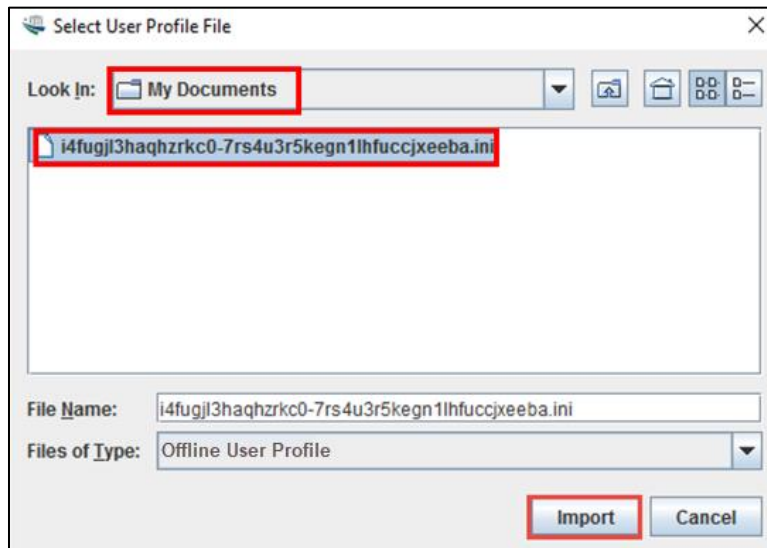 Select User Profile File
Look In: My Documents
i4fugjl3haqhzrkc0-7rs4u3r5kegn1lhfuccjxeeba.ini
File Name: i4fugjl3haqhzrkc0-7rs4u3r5kegn1lhfuccjxeeba.ini
Files of Type: Offline User Profile
Import Cancel